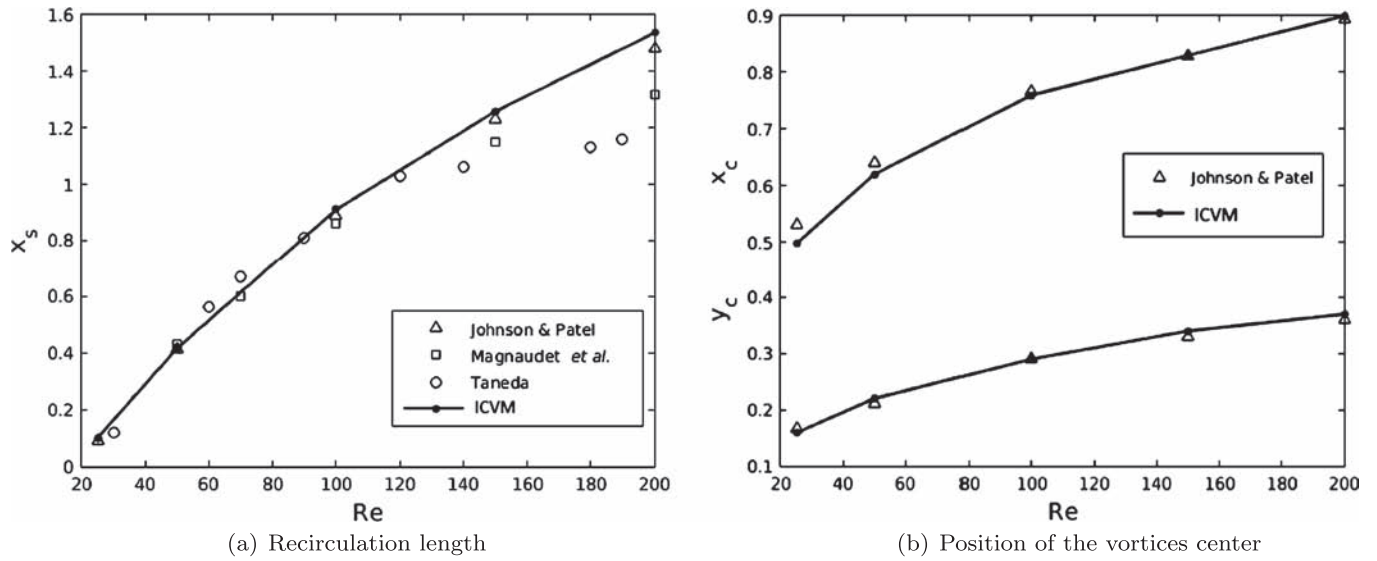 1.6
1.4
1.2
1
0.8
0.6
0.4
0.2
0
x_s
20 40 60 80 100 120 140 160 180 200
Re
Johnson & Patel
Magnaudet et al.
Taneda
ICVM
(a) Recirculation length
0.9
0.8
0.7
0.6
0.5
0.4
0.3
0.2
0.1
x_c
y_c
20 40 60 80 100 120 140 160 180 200
Re
Johnson & Patel
ICVM
(b) Position of the vortices center